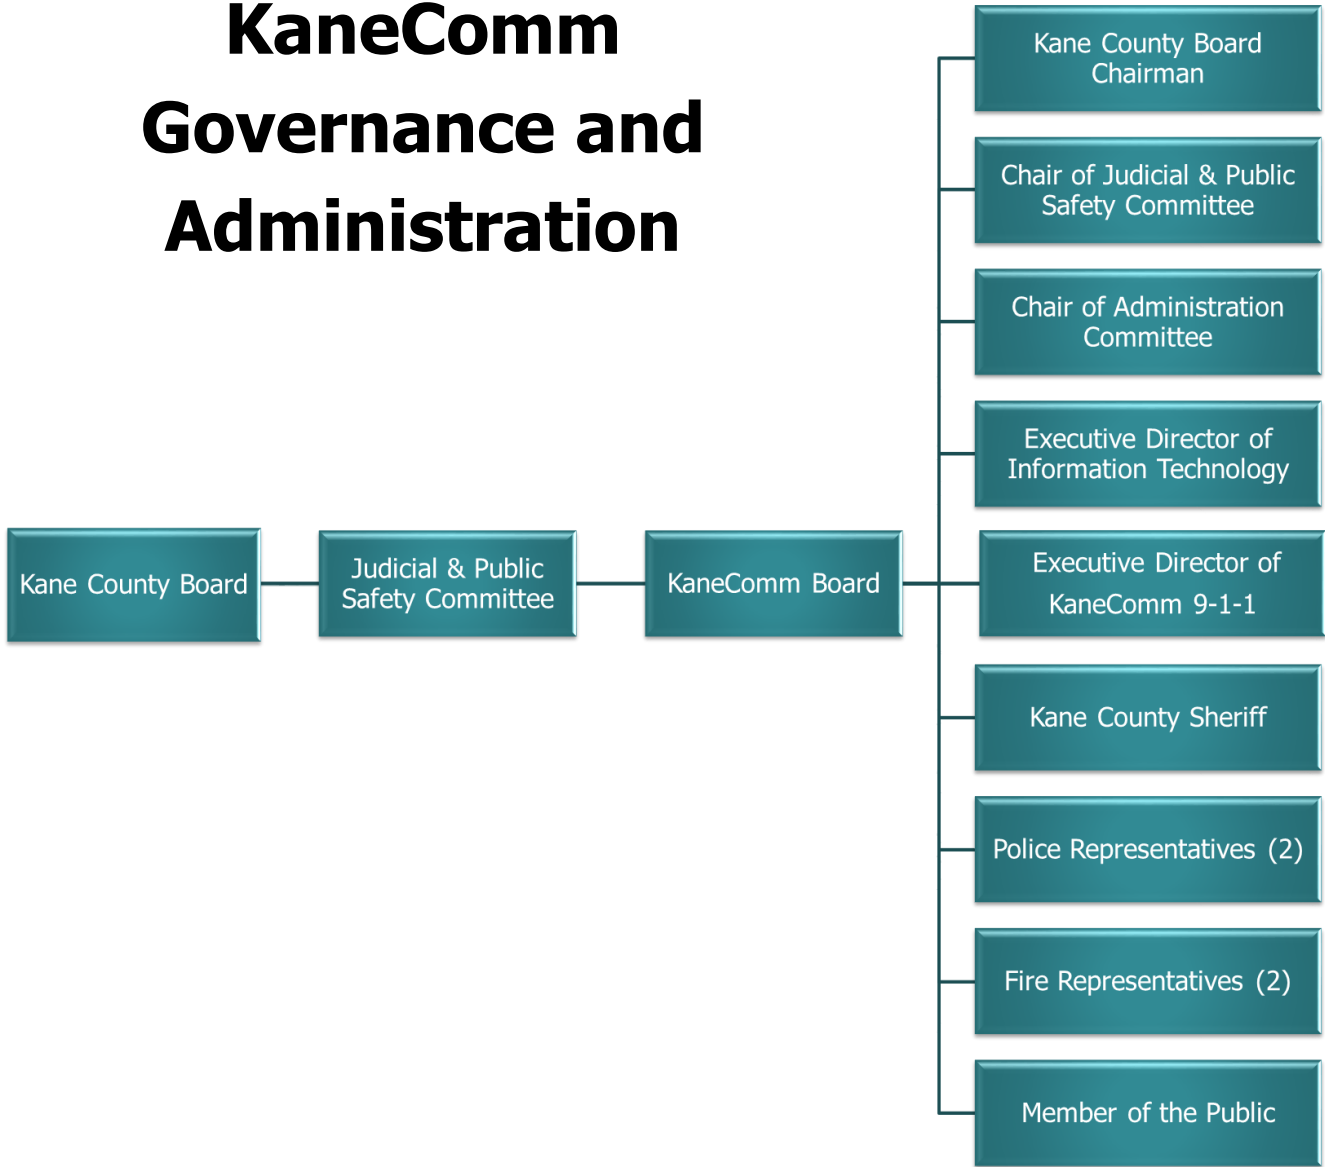 KaneComm
Governance and
Administration
Kane County Board
Judicial & Public
Safety Committee
KaneComm Board
Kane County Board
Chairman
Chair of Judicial & Public
Safety Committee
Chair of Administration
Committee
Executive Director of
Information Technology
Executive Director of
KaneComm 9-1-1
Kane County Sheriff
Police Representatives (2)
Fire Representatives (2)
Member of the Public